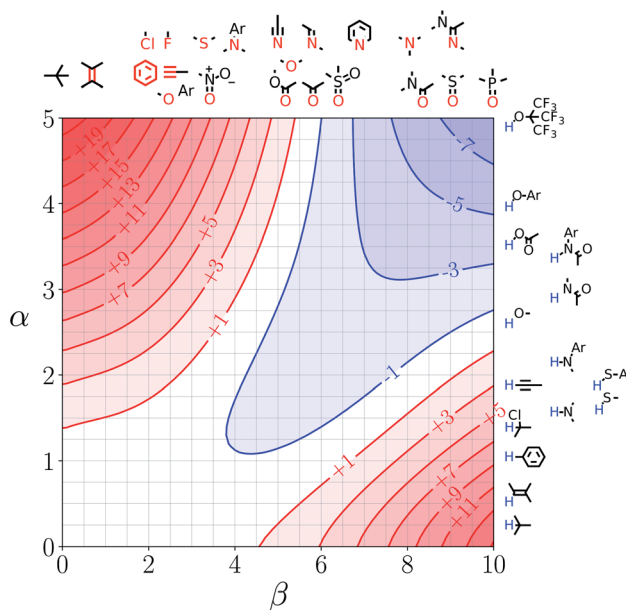 N
Ar
Cl F S N N N N N N
O
N+ O− O S O
O N S P
Ar
O O O O O O O
5
4
3
2
1
0
α
0 2 4 6 8 10
β
+19
+17
+15
+13
+11
+9
+7
+5
+3
+1
-7
-5
-3
-1
+1
+3
+5
+7
+9
+11
CF3
H O CF3
CF3
H O-Ar
Ar
H O O
H-N O
N
H O
H O-
Ar
H-N
H
S-A
H
S
H
H-N
Cl
H
H
H
H